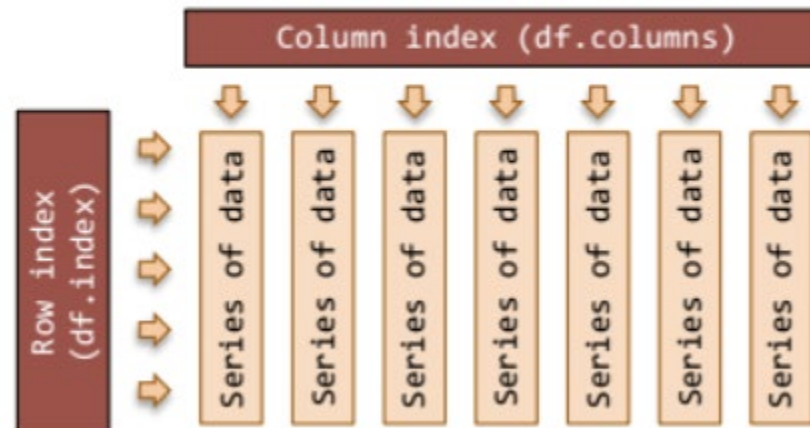 Column index (df.columns)
Row index
(df.index)
Series of data
Series of data
Series of data
Series of data
Series of data
Series of data
Series of data